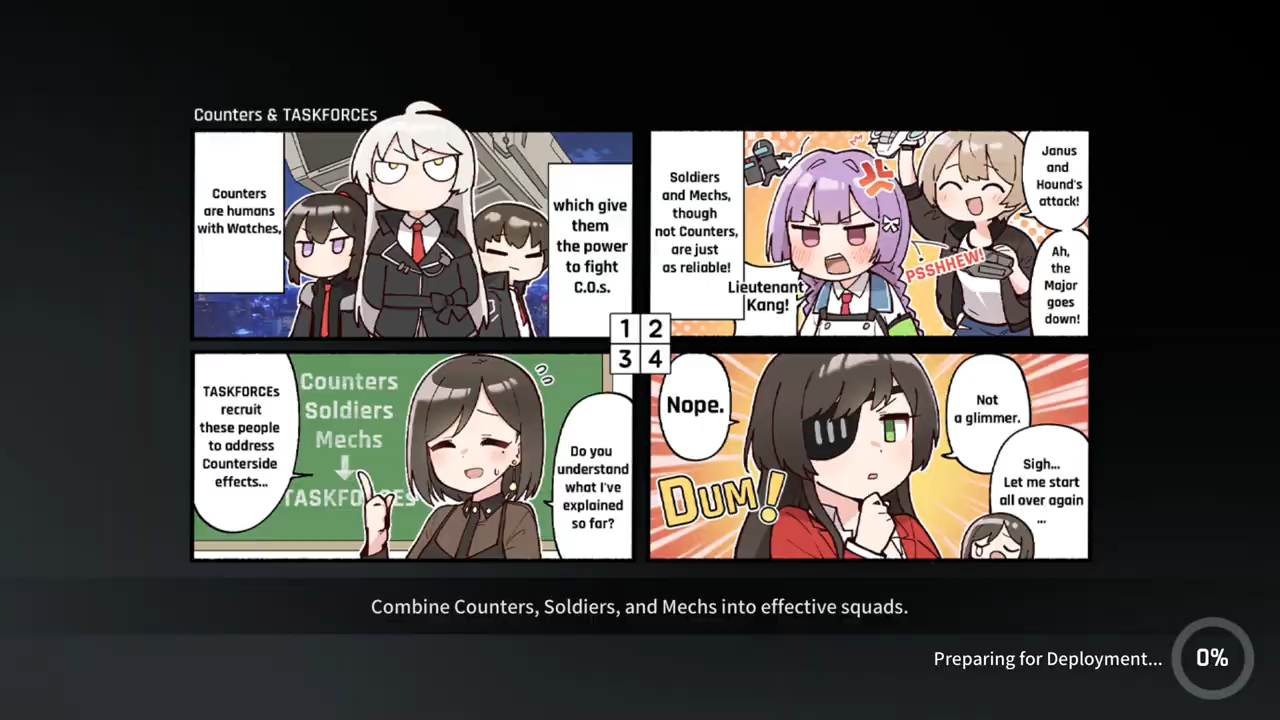 Counters & TASKFORCEs
Counters
are humans
with Watches,
which give
them
the power
to fight
C.O.s.
Soldiers
and Mechs,
though
not Counters,
are just
as reliable!
Lieutenant
Kang!
PSSHHEW!
Janus
and
Hound's
attack!
Ah,
the
Major
goes
down!
1 2
3 4
TASKFORCEs
recruit
these people
to address
Counterside
effects...
Counters
Soldiers
Mechs
TASKFORCES
Do you
understand
what I've
explained
so far?
Nope.
DUM!
Not
a glimmer.
Sigh...
Let me start
all over again
...
Combine Counters, Soldiers, and Mechs into effective squads.
Preparing for Deployment...
0%